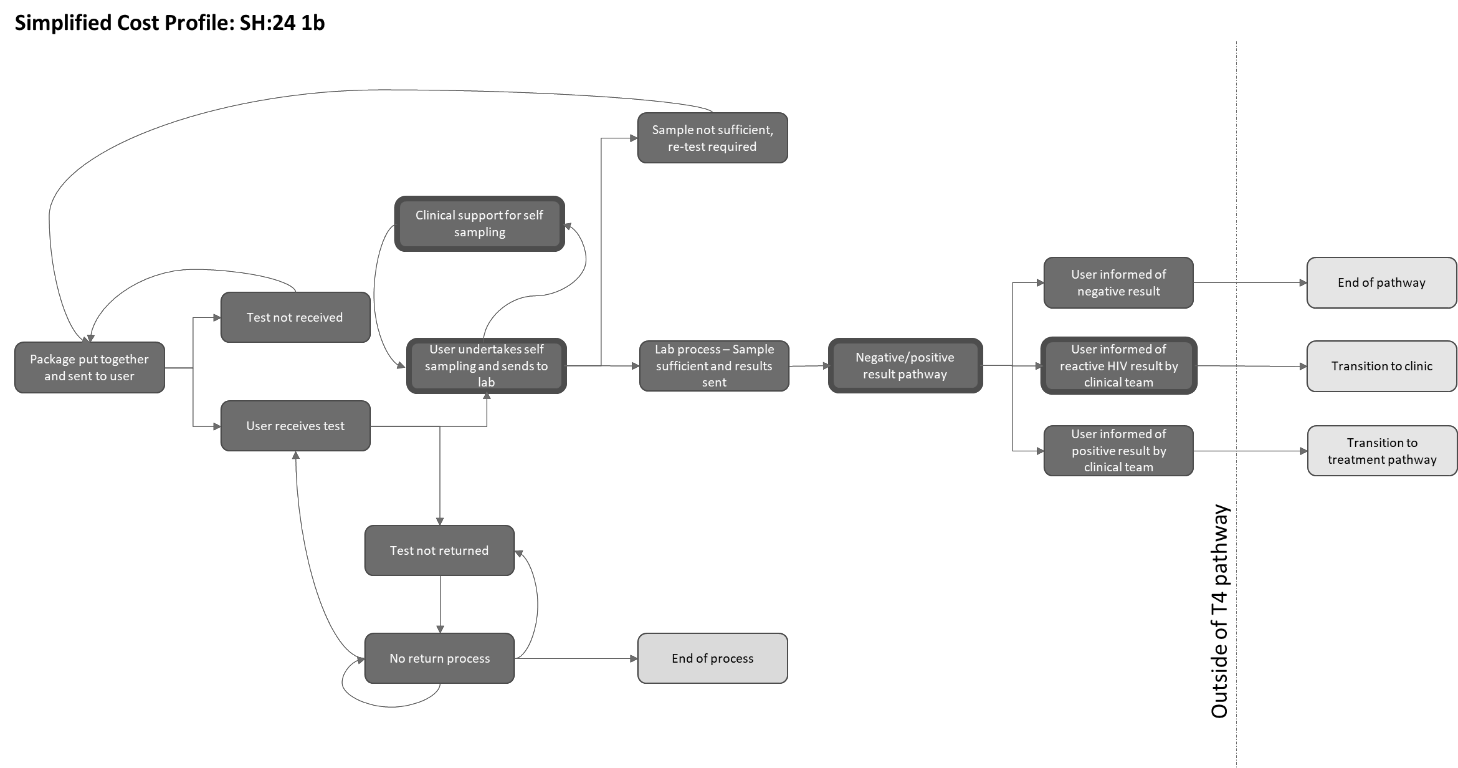 Simplified Cost Profile: SH:24 1b
Sample not sufficient,
re-test required
Clinical support for self
sampling
Test not received
Package put together
and sent to user
User receives test
User undertakes self
sampling and sends to
lab
Lab process – Sample
sufficient and results
sent
Negative/positive
result pathway
User informed of
negative result
User informed of
reactive HIV result by
clinical team
User informed of
positive result by
clinical team
End of pathway
Transition to clinic
Transition to
treatment pathway
Test not returned
No return process
End of process
Outside of T4 pathway